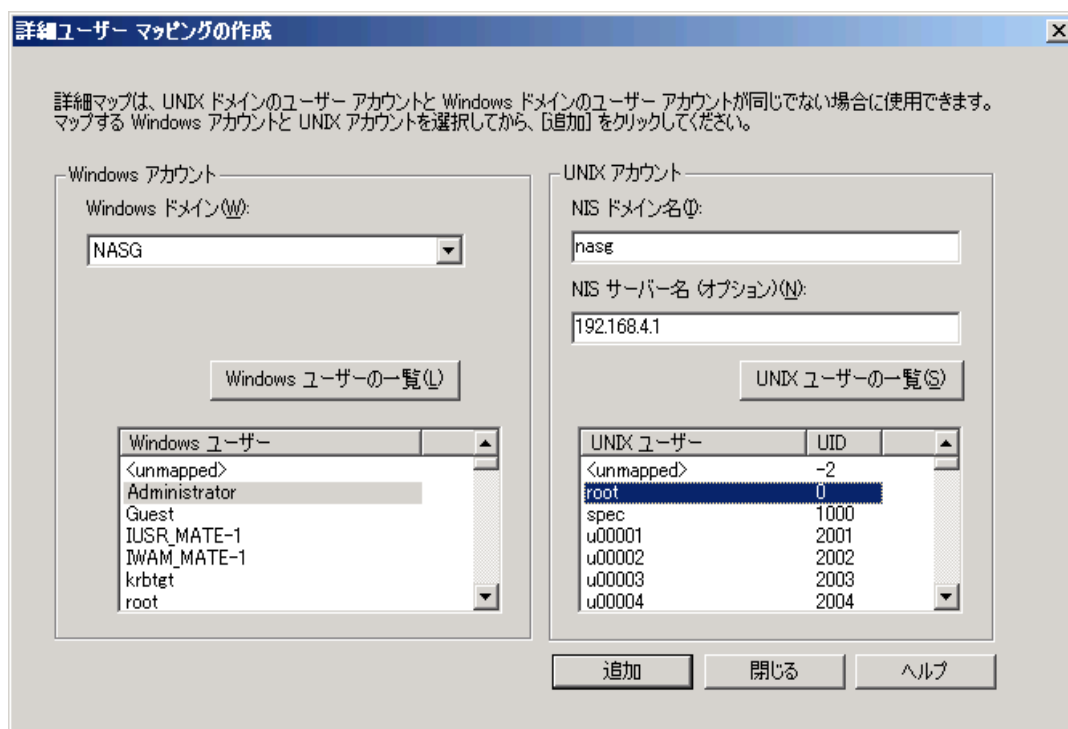 詳細ユーザー マッピングの作成
詳細マップは、UNIX ドメインのユーザー アカウントと Windows ドメインのユーザー アカウントが同じでない場合に使用できます。
マップする Windows アカウントと UNIX アカウントを選択してから、[追加] をクリックしてください。
Windows アカウント
Windows ドメイン(W):
NASG
Windows ユーザーの一覧(L)
Windows ユーザー
<unmapped>
Administrator
Guest
IUSR_MATE-1
IWAM_MATE-1
krbtgt
root
UNIX アカウント
NIS ドメイン名(I):
nasg
NIS サーバー名 (オプション)(N):
192.168.4.1
UNIX ユーザーの一覧(S)
UNIX ユーザー UID
<unmapped> -2
root 0
spec 1000
u00001 2001
u00002 2002
u00003 2003
u00004 2004
追加 閉じる ヘルプ